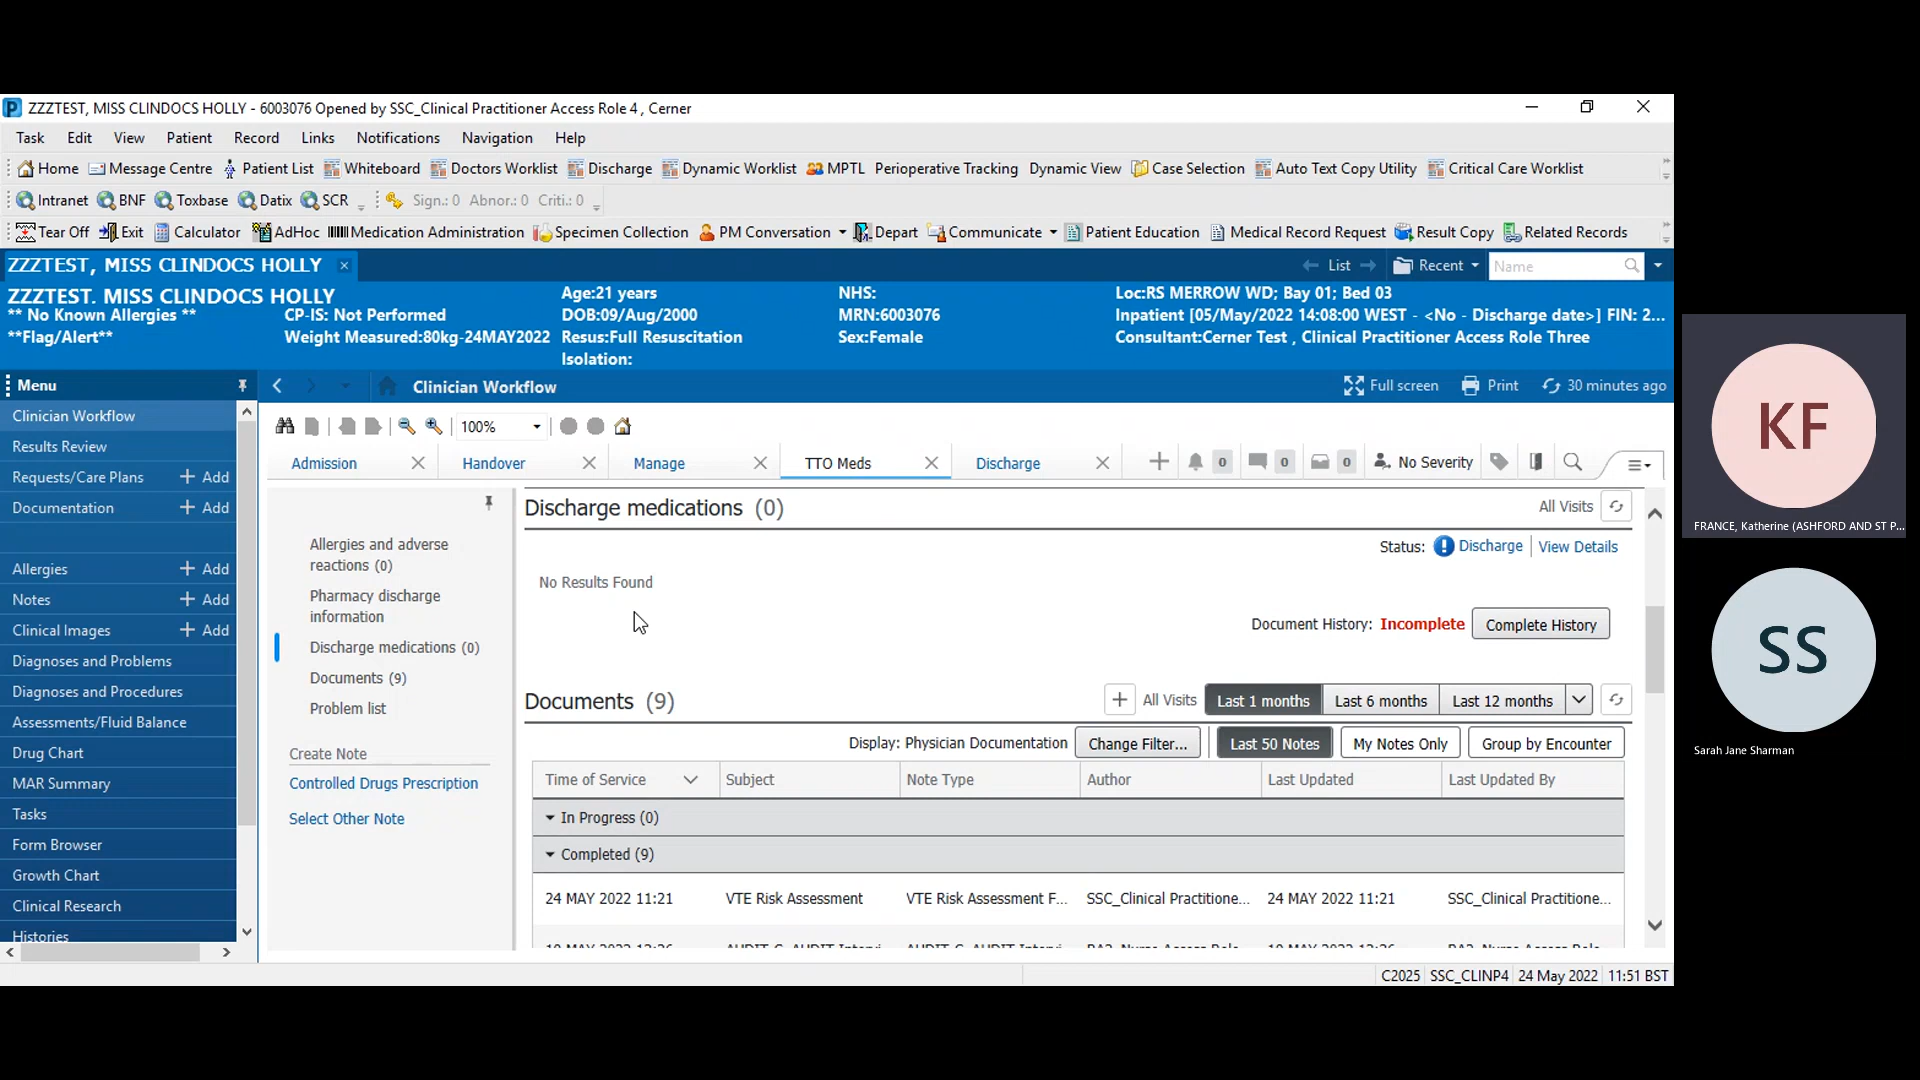 ZZZTEST, MISS CLINDOCS HOLLY - 6003076 Opened by SSC_Clinical Practitioner Access Role 4 , Cerner
Task Edit View Patient Record Links Notifications Navigation Help
Home Message Centre Patient List Whiteboard Doctors Worklist Discharge Dynamic Worklist MPTL Perioperative Tracking Dynamic View Case Selection Auto Text Copy Utility Critical Care Worklist
Intranet BNF Toxbase Datix SCR Sign.: 0 Abnor.: 0 Criti.: 0
Tear Off Exit Calculator AdHoc Medication Administration Specimen Collection PM Conversation Depart Communicate Patient Education Medical Record Request Result Copy Related Records
ZZZTEST, MISS CLINDOCS HOLLY List Recent Name
ZZZTEST. MISS CLINDOCS HOLLY Age:21 years NHS: Loc:RS MERROW WD; Bay 01; Bed 03
** No Known Allergies ** CP-IS: Not Performed DOB:09/Aug/2000 MRN:6003076 Inpatient [05/May/2022 14:08:00 WEST - <No - Discharge date>] FIN: 2...
**Flag/Alert** Weight Measured:80kg-24MAY2022 Resus:Full Resuscitation Sex:Female Consultant:Cerner Test , Clinical Practitioner Access Role Three
Isolation:
Menu
Clinician Workflow
Full screen Print 30 minutes ago
Clinician Workflow
Results Review
Requests/Care Plans Add
Documentation Add
Allergies Add
Notes Add
Clinical Images Add
Diagnoses and Problems
Diagnoses and Procedures
Assessments/Fluid Balance
Drug Chart
MAR Summary
Tasks
Form Browser
Growth Chart
Clinical Research
Histories
100%
Admission Handover Manage TTO Meds Discharge 0 0 0 No Severity
Allergies and adverse
reactions (0)
Pharmacy discharge
information
Discharge medications (0)
Documents (9)
Problem list
Create Note
Controlled Drugs Prescription
Select Other Note
Discharge medications (0) All Visits
Status: Discharge View Details
No Results Found
Document History: Incomplete Complete History
Documents (9) All Visits Last 1 months Last 6 months Last 12 months
Display: Physician Documentation Change Filter... Last 50 Notes My Notes Only Group by Encounter
Time of Service Subject Note Type Author Last Updated Last Updated By
In Progress (0)
Completed (9)
24 MAY 2022 11:21 VTE Risk Assessment VTE Risk Assessment F... SSC_Clinical Practitione... 24 MAY 2022 11:21 SSC_Clinical Practitione...
C2025 SSC_CLINP4 24 May 2022 11:51 BST
KF
FRANCE, Katherine (ASHFORD AND ST P...
SS
Sarah Jane Sharman